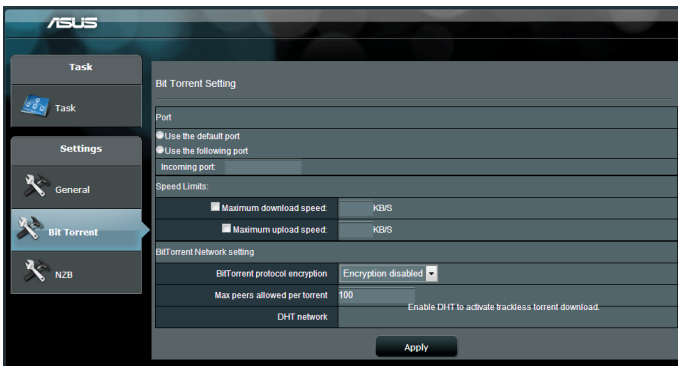 ASUS
Task
Task
Settings
General
Bit Torrent
NZB
Bit Torrent Setting
Port
Use the default port
Use the following port
Incoming port:
Speed Limits:
Maximum download speed: KB/S
Maximum upload speed: KB/S
BitTorrent Network setting
BitTorrent protocol encryption Encryption disabled
Max peers allowed per torrent 100
DHT network Enable DHT to activate trackless torrent download.
Apply